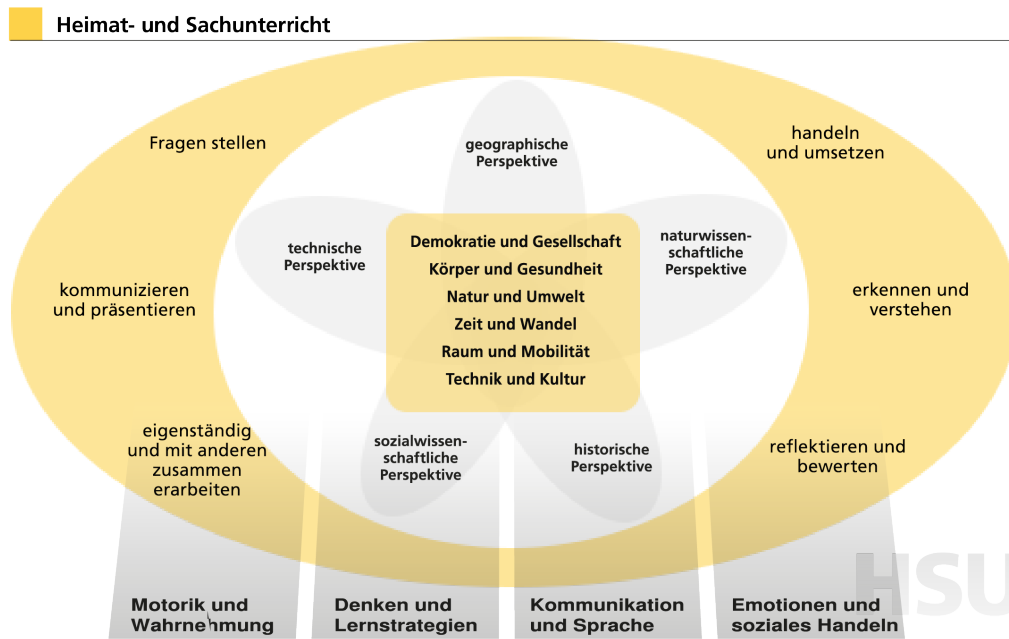 Heimat- und Sachunterricht
Fragen stellen
handeln
und umsetzen
geographische
Perspektive
technische
Perspektive
naturwissen-
schaftliche
Perspektive
Demokratie und Gesellschaft
Körper und Gesundheit
Natur und Umwelt
Zeit und Wandel
Raum und Mobilität
Technik und Kultur
kommunizieren
und präsentieren
erkennen und
verstehen
eigenständig
und mit anderen
zusammen
erarbeiten
sozialwissen-
schaftliche
Perspektive
historische
Perspektive
reflektieren und
bewerten
HSU
Motorik und
Wahrnehmung
Denken und
Lernstrategien
Kommunikation
und Sprache
Emotionen und
soziales Handeln